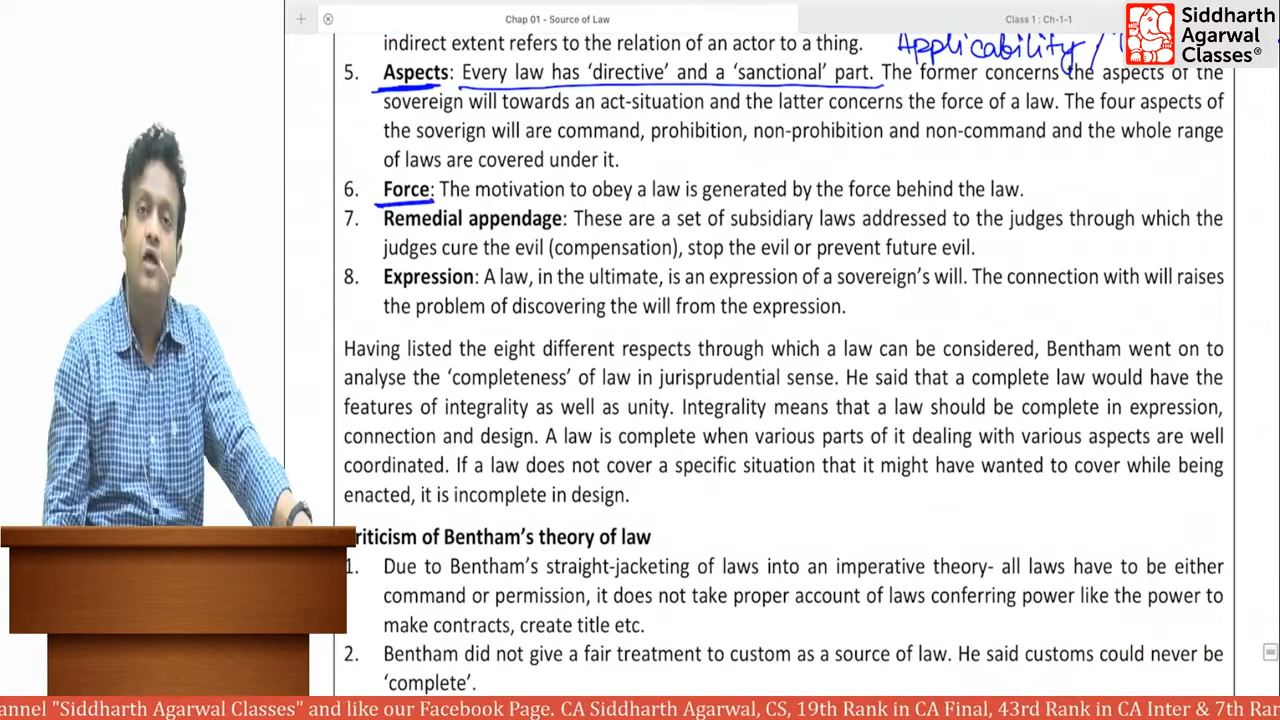 Chap 01 - Source of Law
Class 1 : Ch-1-1
Siddharth
Agarwal
Classes®
indirect extent refers to the relation of an actor to a thing.
Applicability/
5. Aspects: Every law has ‘directive’ and a ‘sanctional’ part. The former concerns the aspects of the
sovereign will towards an act-situation and the latter concerns the force of a law. The four aspects of
the soverign will are command, prohibition, non-prohibition and non-command and the whole range
of laws are covered under it.
6. Force: The motivation to obey a law is generated by the force behind the law.
7. Remedial appendage: These are a set of subsidiary laws addressed to the judges through which the
judges cure the evil (compensation), stop the evil or prevent future evil.
8. Expression: A law, in the ultimate, is an expression of a sovereign’s will. The connection with will raises
the problem of discovering the will from the expression.
Having listed the eight different respects through which a law can be considered, Bentham went on to
analyse the ‘completeness’ of law in jurisprudential sense. He said that a complete law would have the
features of integrality as well as unity. Integrality means that a law should be complete in expression,
connection and design. A law is complete when various parts of it dealing with various aspects are well
coordinated. If a law does not cover a specific situation that it might have wanted to cover while being
enacted, it is incomplete in design.
riticism of Bentham’s theory of law
1. Due to Bentham’s straight-jacketing of laws into an imperative theory- all laws have to be either
command or permission, it does not take proper account of laws conferring power like the power to
make contracts, create title etc.
2. Bentham did not give a fair treatment to custom as a source of law. He said customs could never be
‘complete’.
hannel "Siddharth Agarwal Classes" and like our Facebook Page. CA Siddharth Agarwal, CS, 19th Rank in CA Final, 43rd Rank in CA Inter & 7th Ran